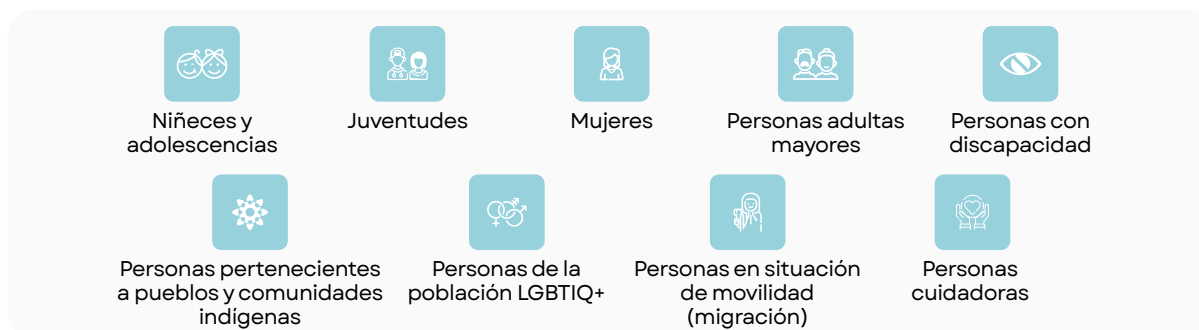 Niñeces y
adolescencias
Juventudes
Mujeres
Personas adultas
mayores
Personas con
discapacidad
Personas pertenecientes
a pueblos y comunidades
indígenas
Personas de la
población LGBTIQ+
Personas en situación
de movilidad
(migración)
Personas
cuidadoras